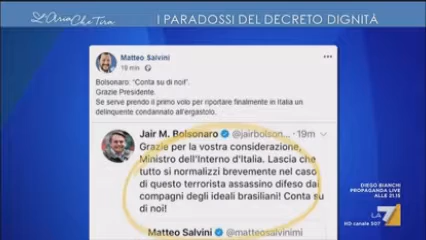 L'Aria Che Tira
I PARADOSSI DEL DECRETO DIGNITÀ
Matteo Salvini
18 min
Bolsonaro: "Conta su di noi!".
Grazie Presidente.
Se serve prendo il primo volo per riportare finalmente in Italia un
delinquente condannato all'ergastolo.
Jair M. Bolsonaro @jairbolson... · 19m
Grazie per la vostra considerazione,
Ministro dell'Interno d'Italia. Lascia che
tutto si normalizzi brevemente nel caso
di questo terrorista assassino difeso dai
compagni degli ideali brasiliani! Conta su
di noi!
Matteo Salvini @matteosalvinimi
DIEGO BIANCHI
PROPAGANDA LIVE
ALLE 21.15
LA7
HD canale 507